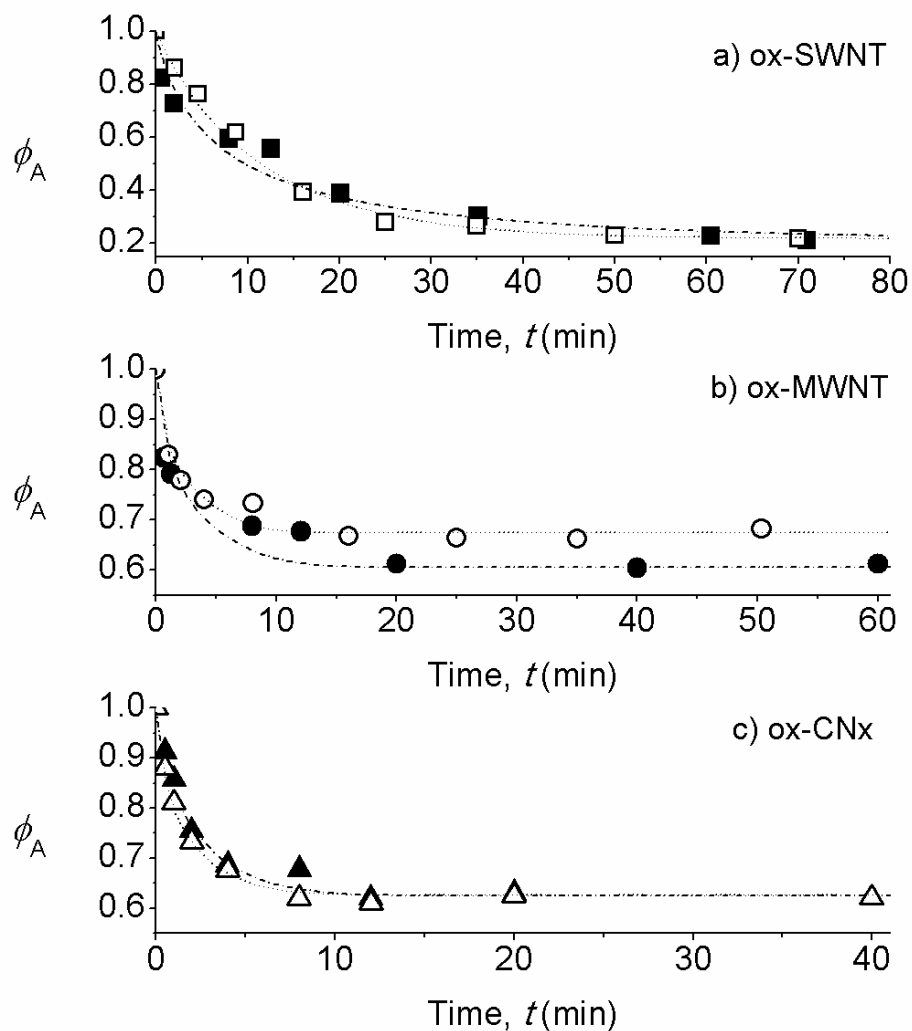 1.0
0.8
0.6
0.4
0.2
ϕA
a) ox-SWNT
0 10 20 30 40 50 60 70 80
Time, t (min)
1.0
0.9
0.8
0.7
0.6
ϕA
b) ox-MWNT
0 10 20 30 40 50 60
Time, t (min)
1.0
0.9
0.8
0.7
0.6
ϕA
c) ox-CNx
0 10 20 30 40
Time, t (min)